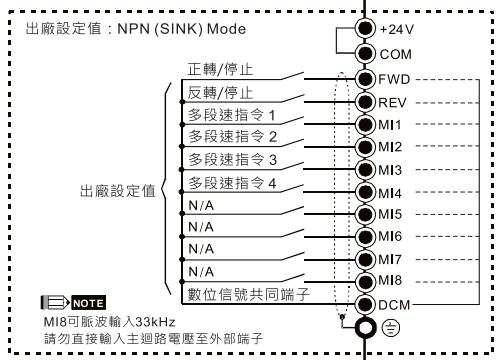 出廠設定值：NPN (SINK) Mode
+24V
COM
正轉/停止
FWD
反轉/停止
REV
多段速指令 1
MI1
多段速指令 2
MI2
多段速指令 3
MI3
多段速指令 4
MI4
出廠設定值
N/A
MI5
N/A
MI6
N/A
MI7
N/A
MI8
數位信號共同端子
DCM
NOTE
MI8可脈波輸入33kHz
請勿直接輸入主迴路電壓至外部端子